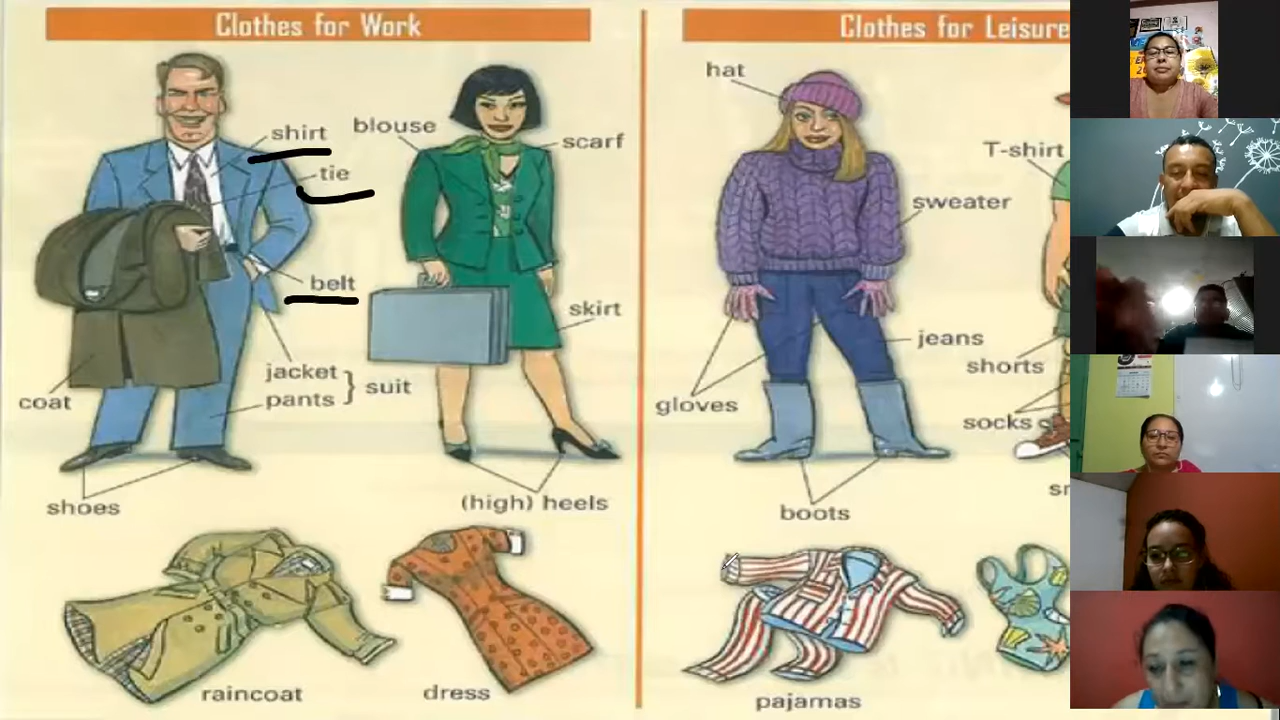 Clothes for Work
shirt
tie
blouse
scarf
belt
skirt
jacket
pants
suit
coat
shoes
(high) heels
raincoat
dress
Clothes for Leisure
hat
T-shirt
sweater
jeans
shorts
gloves
socks
boots
pajamas